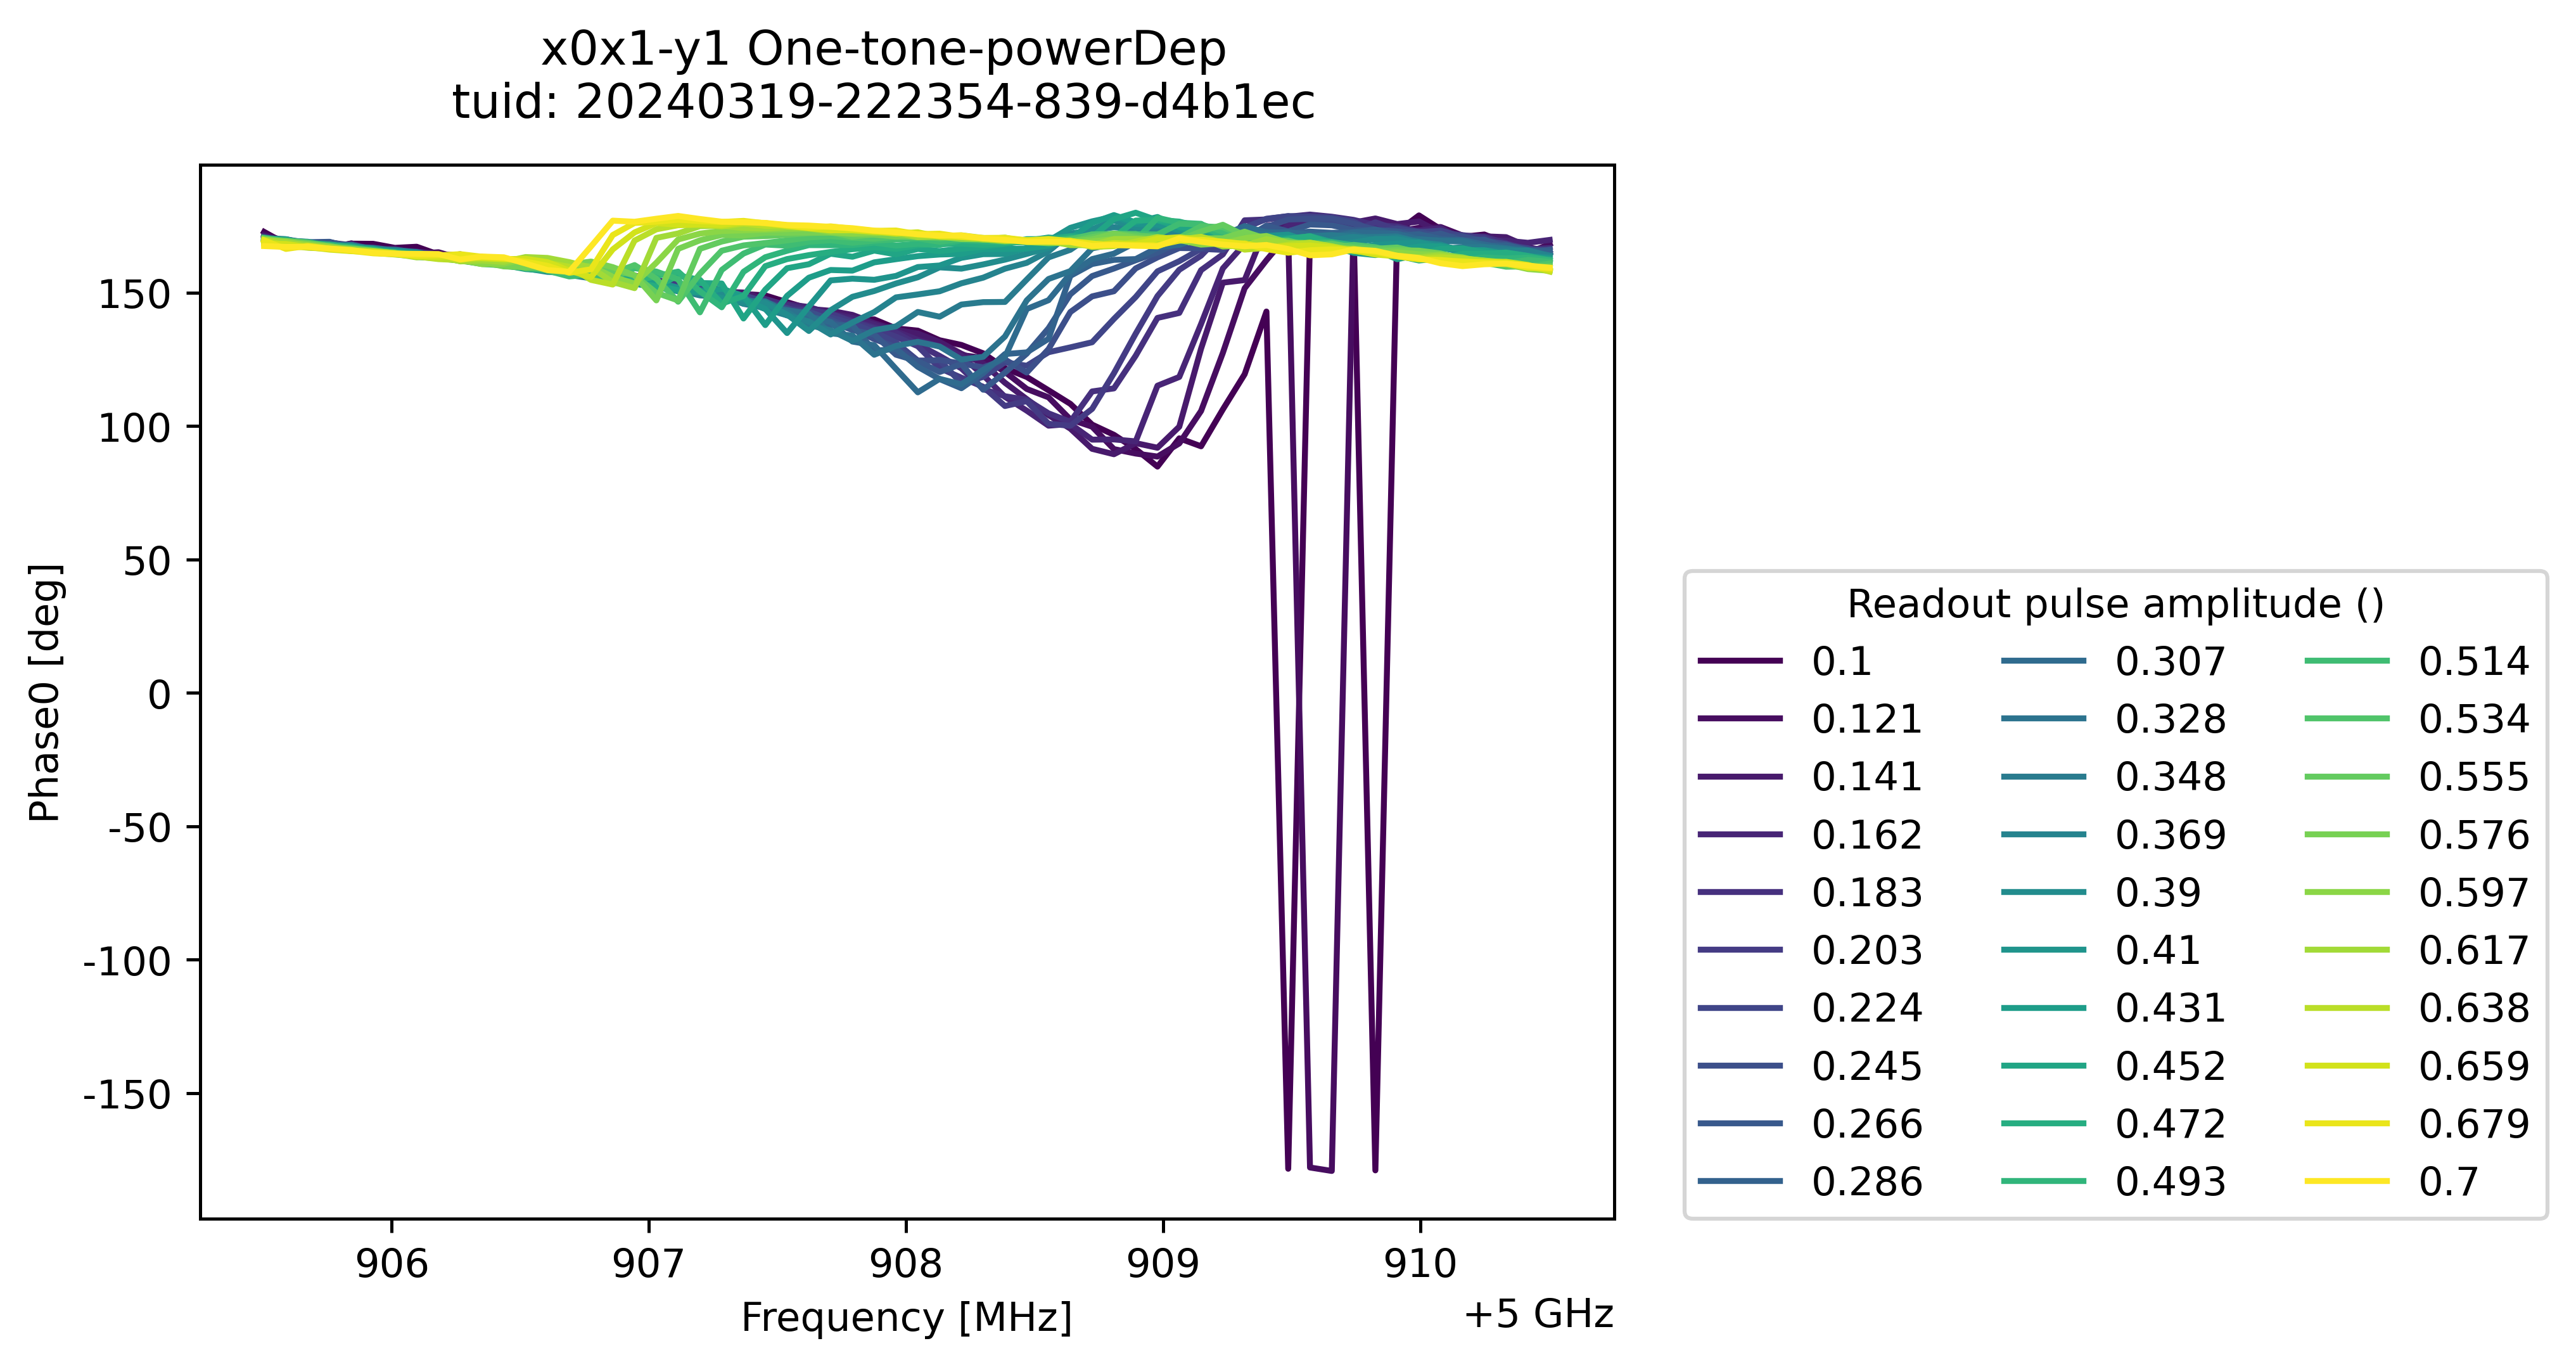 x0x1-y1 One-tone-powerDep
tuid: 20240319-222354-839-d4b1ec
150
100
50
0
-50
-100
-150
Phase0 [deg]
906 907 908 909 910
Frequency [MHz]
+5 GHz
Readout pulse amplitude ()
0.1 0.307 0.514
0.121 0.328 0.534
0.141 0.348 0.555
0.162 0.369 0.576
0.183 0.39 0.597
0.203 0.41 0.617
0.224 0.431 0.638
0.245 0.452 0.659
0.266 0.472 0.679
0.286 0.493 0.7